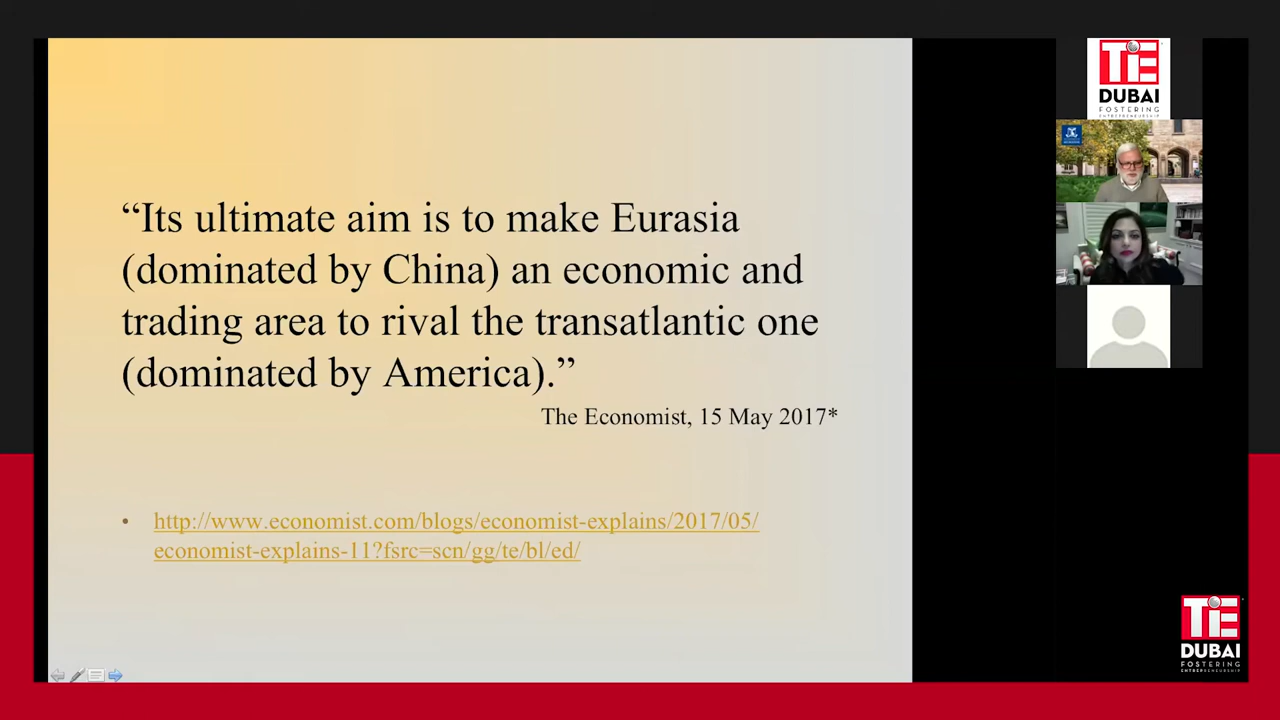 “Its ultimate aim is to make Eurasia
(dominated by China) an economic and
trading area to rival the transatlantic one
(dominated by America).”
The Economist, 15 May 2017*
• http://www.economist.com/blogs/economist-explains/2017/05/
economist-explains-11?fsrc=scn/gg/te/bl/ed/
TiE
DUBAI
FOSTERING
ENTREPRENEURSHIP
TiE
DUBAI
FOSTERING
ENTREPRENEURSHIP